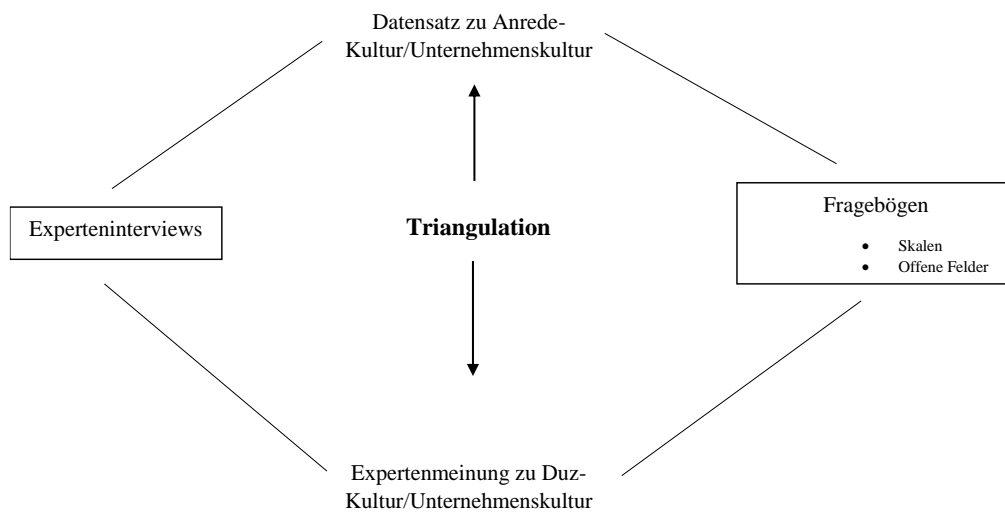 Datensatz zu Anrede-
Kultur/Unternehmenskultur
Experteninterviews
Triangulation
Fragebögen
• Skalen
• Offene Felder
Expertenmeinung zu Duz-
Kultur/Unternehmenskultur